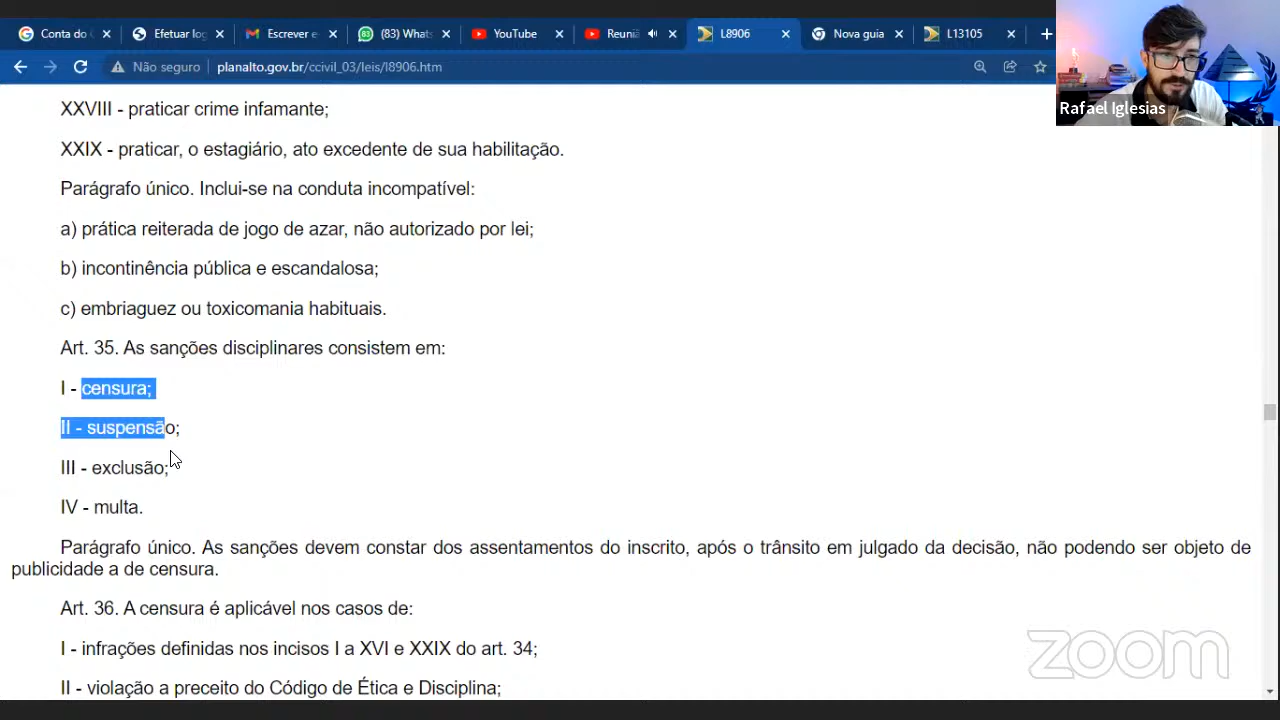 Conta do
Efetuar log
Escrever e
(83) Whats
YouTube
Reuniã
L8906
Nova guia
L13105
Não seguro
planalto.gov.br/ccivil_03/leis/l8906.htm
Rafael Iglesias
XXVIII - praticar crime infamante;
XXIX - praticar, o estagiário, ato excedente de sua habilitação.
Parágrafo único. Inclui-se na conduta incompatível:
a) prática reiterada de jogo de azar, não autorizado por lei;
b) incontinência pública e escandalosa;
c) embriaguez ou toxicomania habituais.
Art. 35. As sanções disciplinares consistem em:
I - censura;
II - suspensão;
III - exclusão;
IV - multa.
Parágrafo único. As sanções devem constar dos assentamentos do inscrito, após o trânsito em julgado da decisão, não podendo ser objeto de
publicidade a de censura.
Art. 36. A censura é aplicável nos casos de:
I - infrações definidas nos incisos I a XVI e XXIX do art. 34;
II - violação a preceito do Código de Ética e Disciplina;
zoom